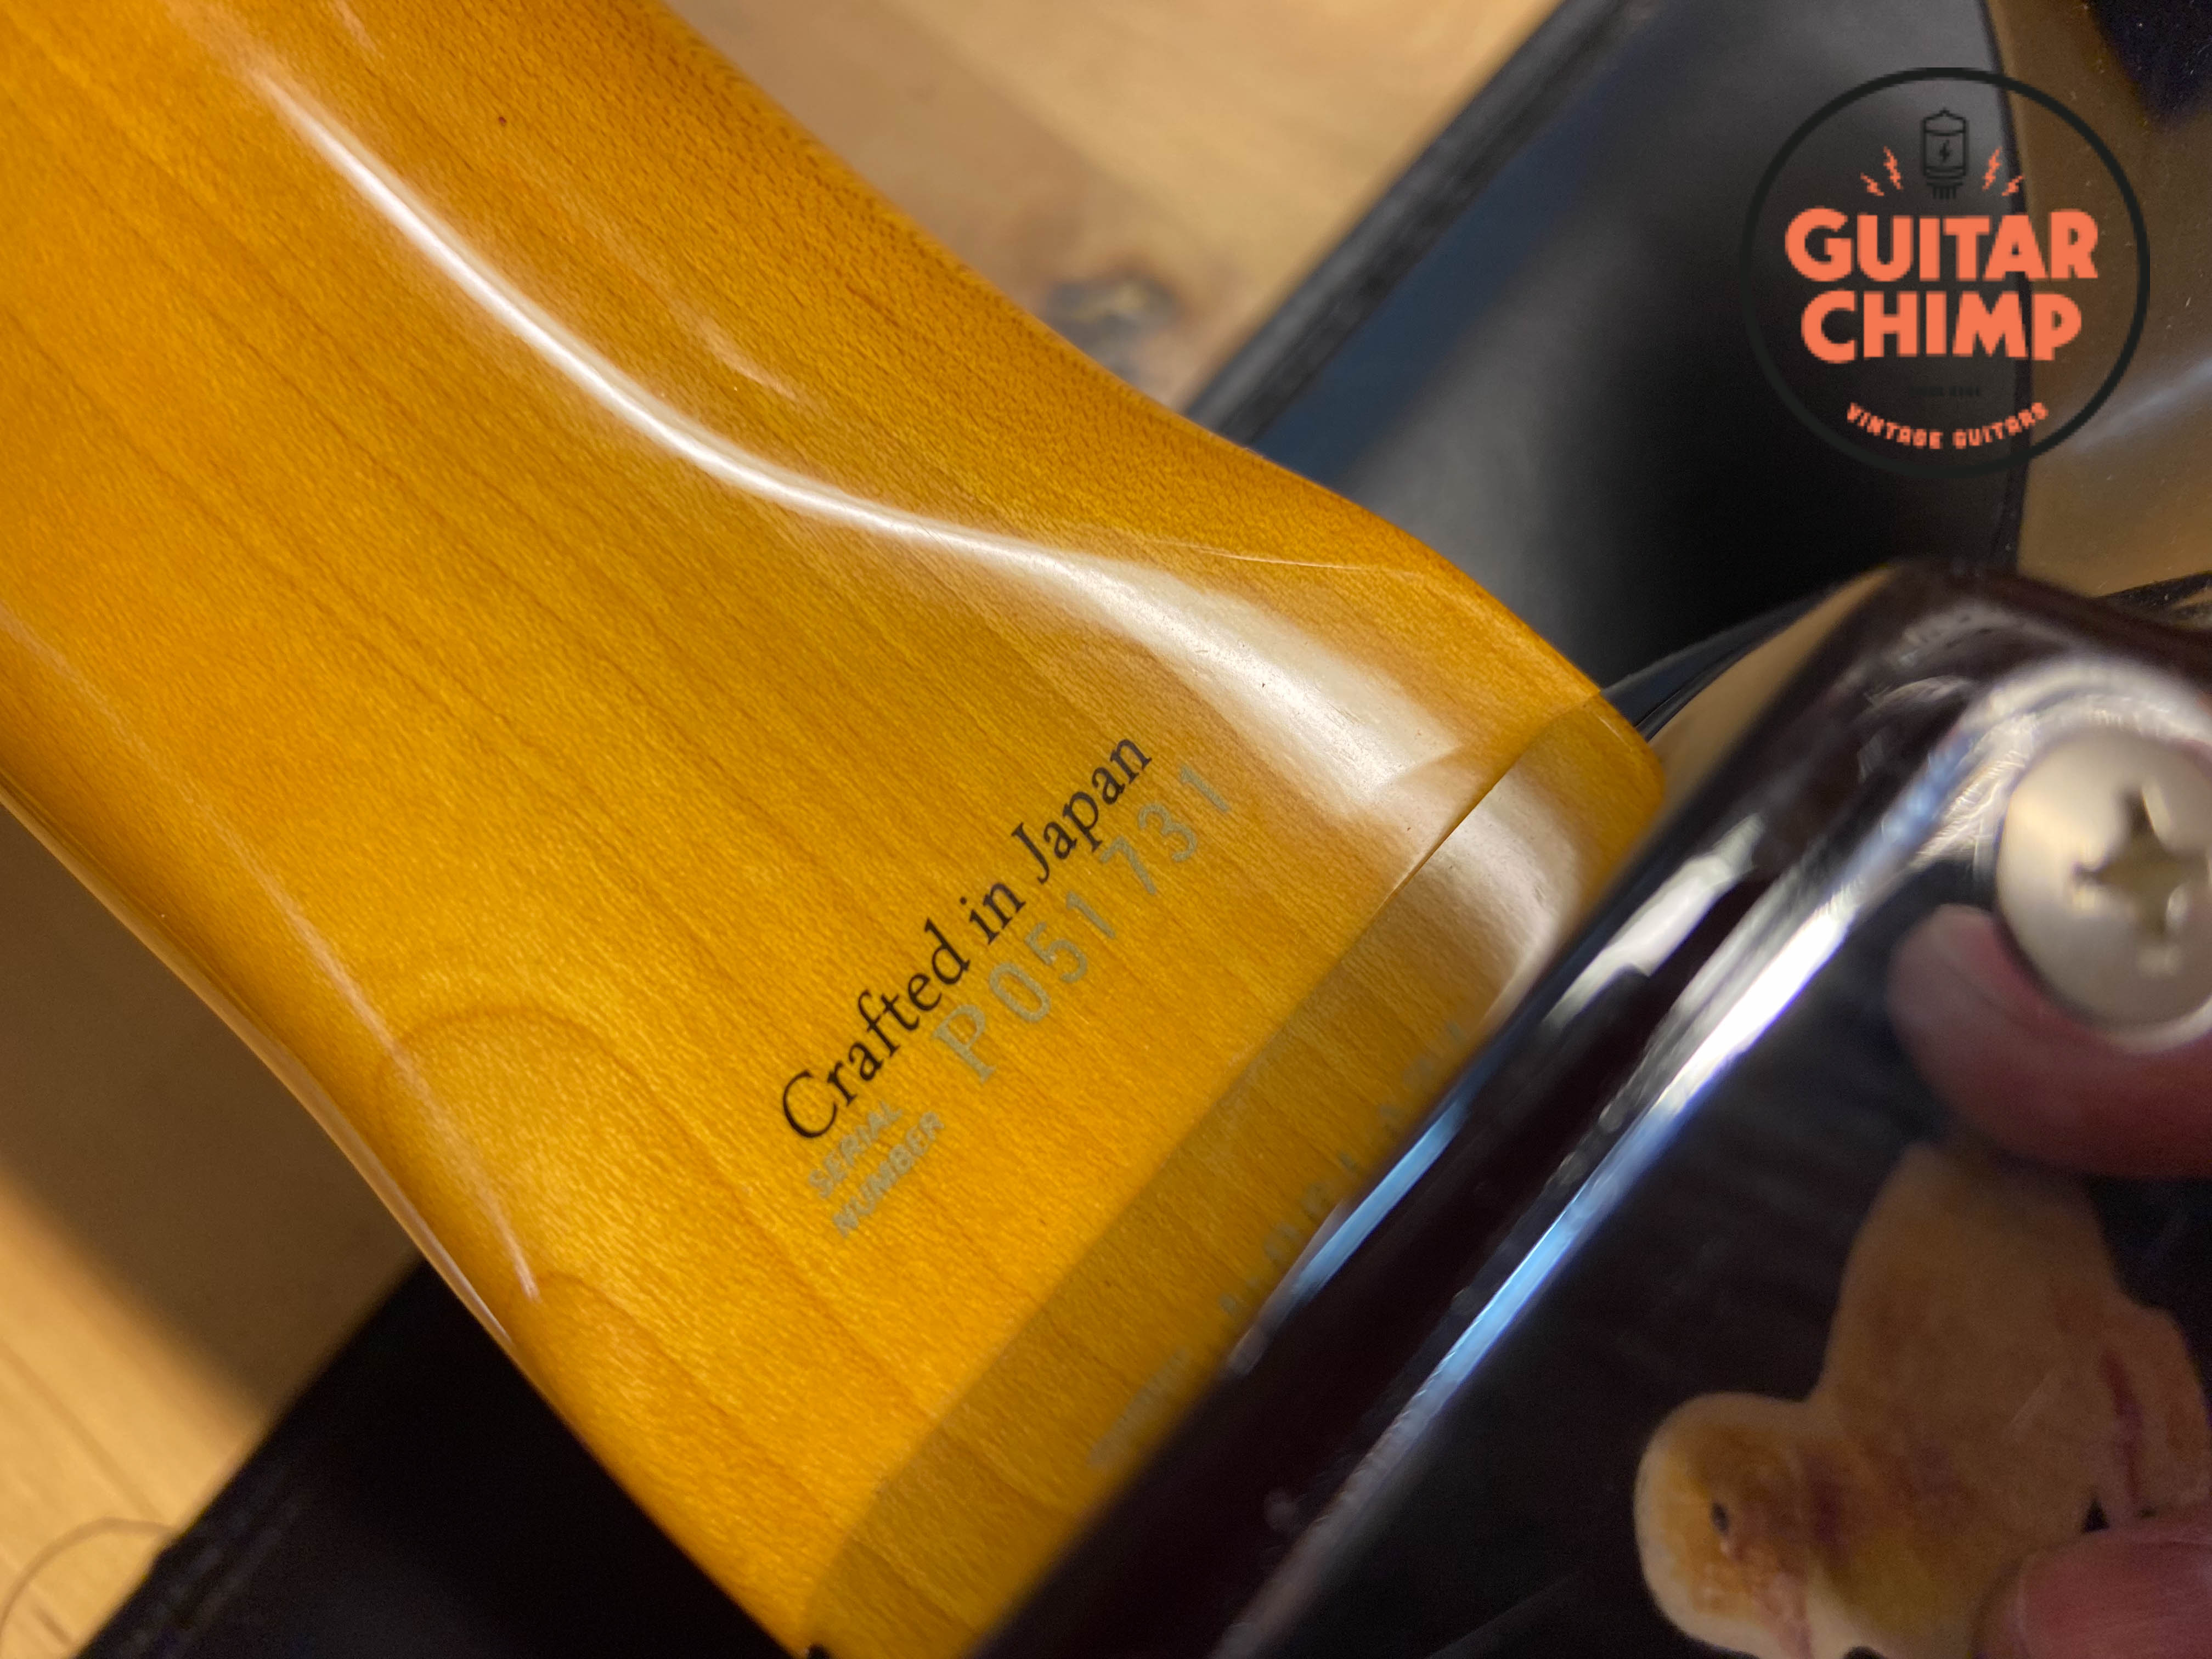 GUITAR
CHIMP
VINTAGE GUITARS
Crafted in Japan
SERIAL
NUMBER
P051731